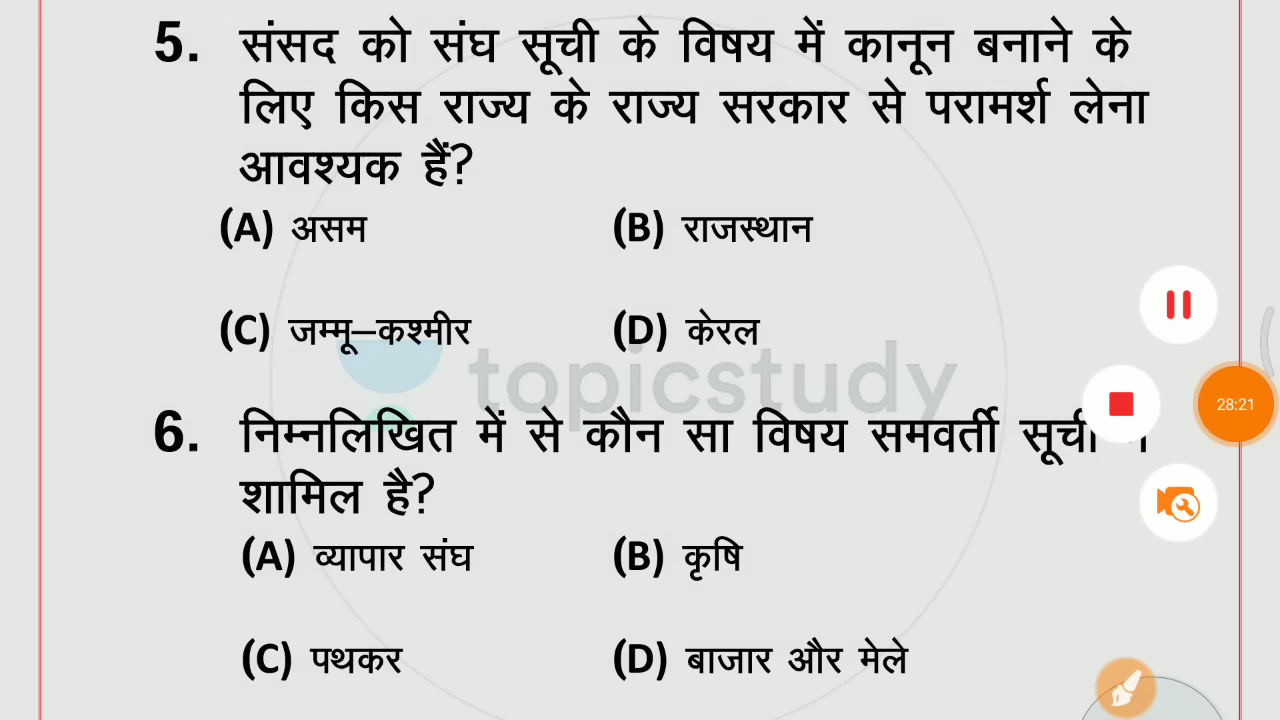 5. संसद को संघ सूची के विषय में कानून बनाने के
लिए किस राज्य के राज्य सरकार से परामर्श लेना
आवश्यक हैं?
(A) असम (B) राजस्थान
(C) जम्मू–कश्मीर (D) केरल
topicstudy
28:21
6. निम्नलिखित में से कौन सा विषय समवर्ती सूची
शामिल है?
(A) व्यापार संघ (B) कृषि
(C) पथकर (D) बाजार और मेले